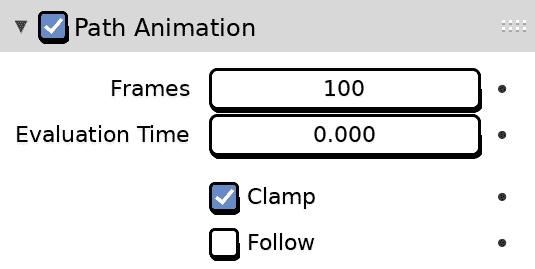 Path Animation
Frames 100
Evaluation Time 0.000
Clamp
Follow